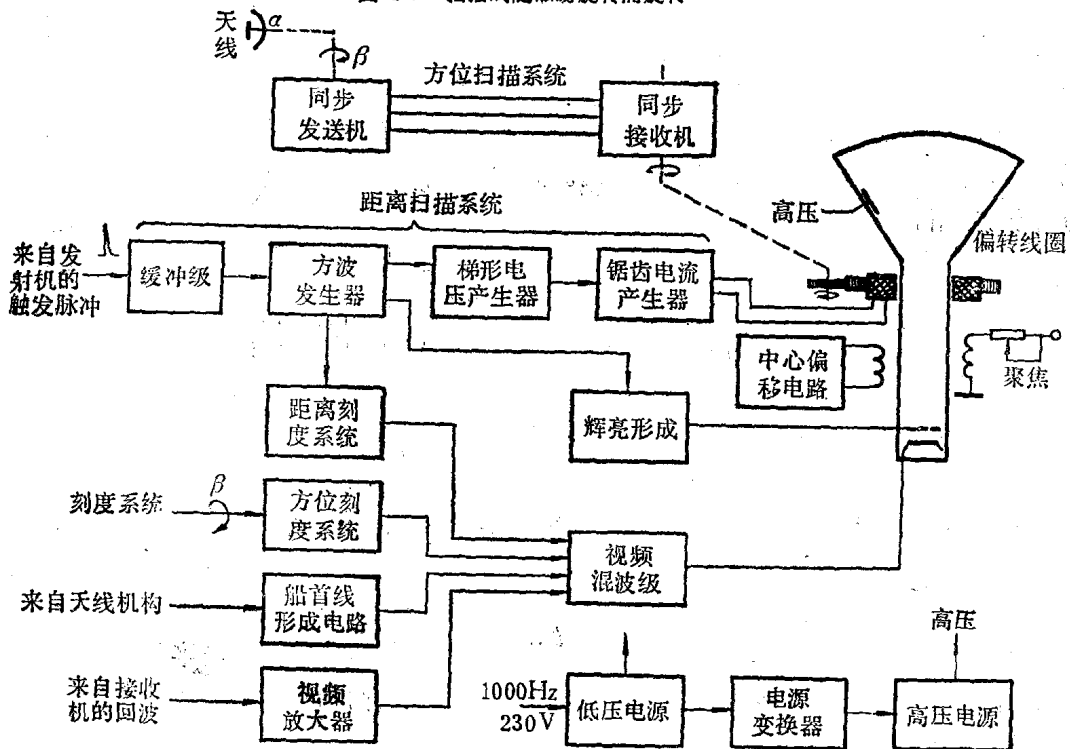 天
线
α
β
方位扫描系统
同步
发送机
同步
接收机
距离扫描系统
高压
偏转线圈
来自发
射机的
触发脉冲
缓冲级
方波
发生器
梯形电
压产生器
锯齿电流
产生器
中心偏
移电路
聚焦
距离刻
度系统
辉亮形成
刻度系统
β
方位刻
度系统
视频
混波级
来自天线机构
船首线
形成电路
来自接收
机的回波
视频
放大器
1000Hz
230V
低压电源
电源
变换器
高压电源
高压